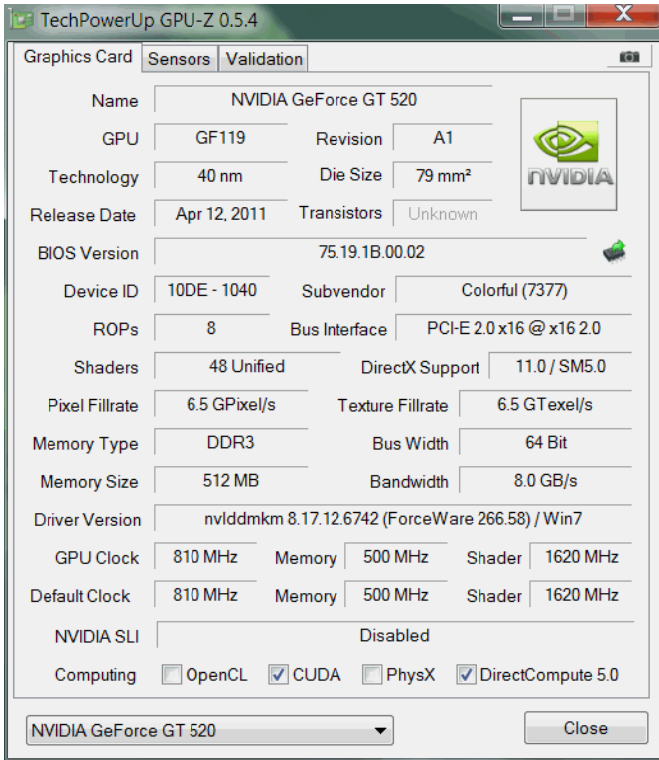 TechPowerUp GPU-Z 0.5.4
Graphics Card Sensors Validation
Name NVIDIA GeForce GT 520
GPU GF119 Revision A1
Technology 40 nm Die Size 79 mm²
NVIDIA
Release Date Apr 12, 2011 Transistors Unknown
BIOS Version 75.19.1B.00.02
Device ID 10DE - 1040 Subvendor Colorful (7377)
ROPs 8 Bus Interface PCI-E 2.0 x16 @ x16 2.0
Shaders 48 Unified DirectX Support 11.0 / SM5.0
Pixel Fillrate 6.5 GPixel/s Texture Fillrate 6.5 GTexel/s
Memory Type DDR3 Bus Width 64 Bit
Memory Size 512 MB Bandwidth 8.0 GB/s
Driver Version nvlddmkm 8.17.12.6742 (ForceWare 266.58) / Win7
GPU Clock 810 MHz Memory 500 MHz Shader 1620 MHz
Default Clock 810 MHz Memory 500 MHz Shader 1620 MHz
NVIDIA SLI Disabled
Computing OpenCL CUDA PhysX DirectCompute 5.0
NVIDIA GeForce GT 520 Close